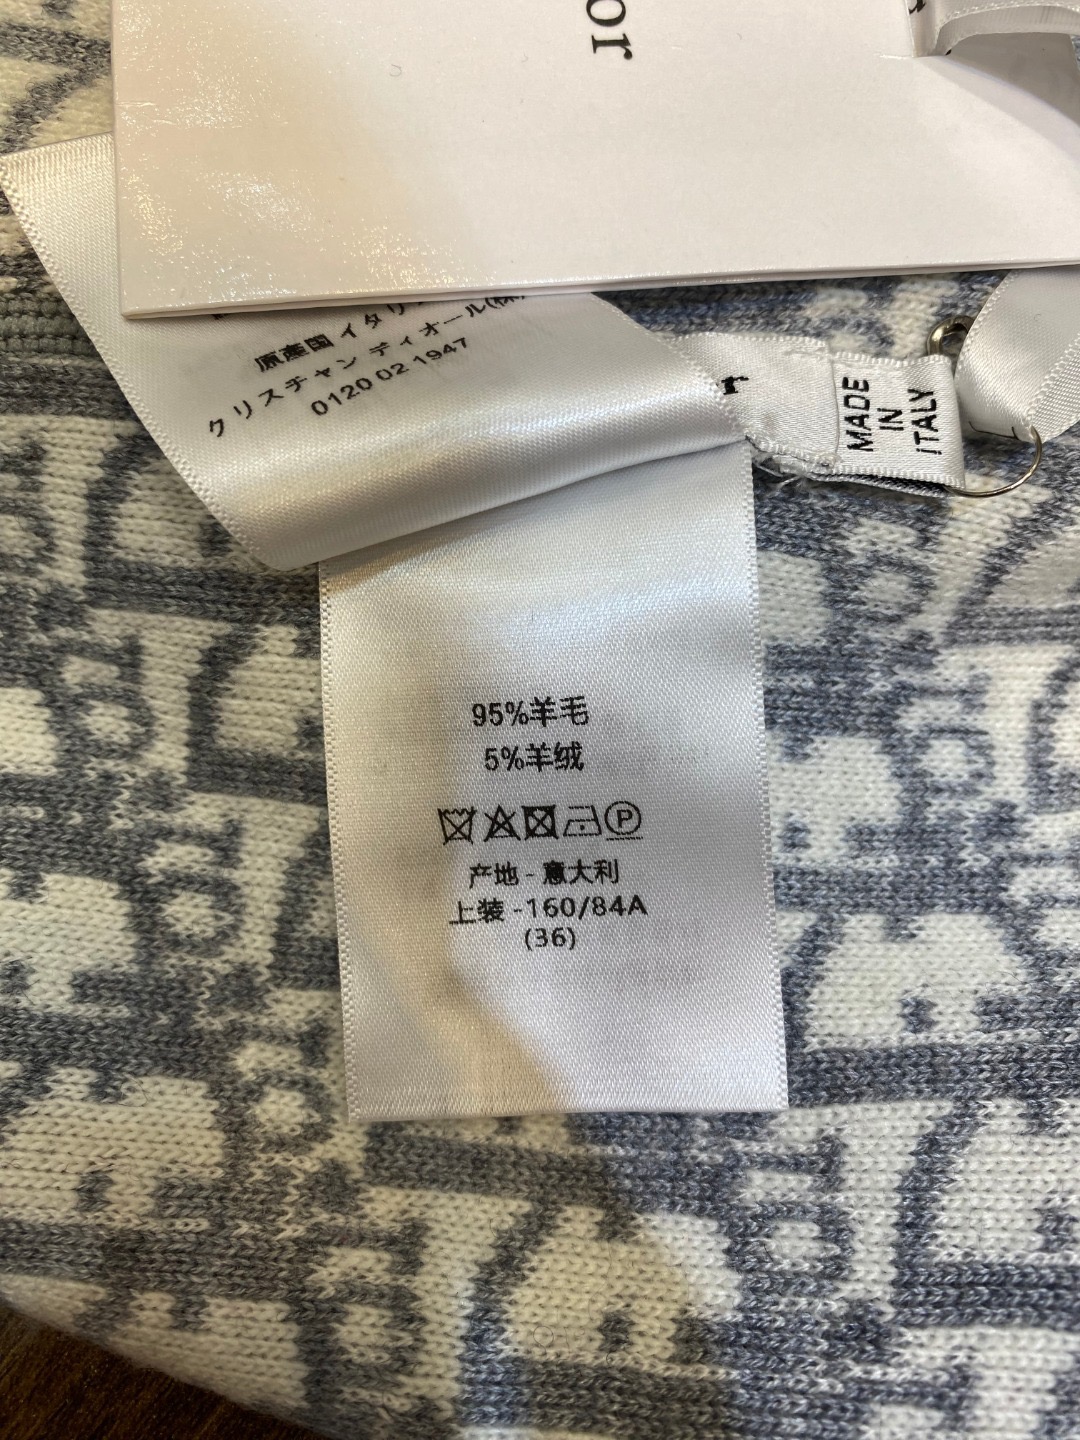 or
原産国 イタリ
クリスチャン ディオール(株)
0120 02 1947
r
MADE
IN
ITALY
95%羊毛
5%羊绒
P
产地 - 意大利
上装 -160/84A
(36)